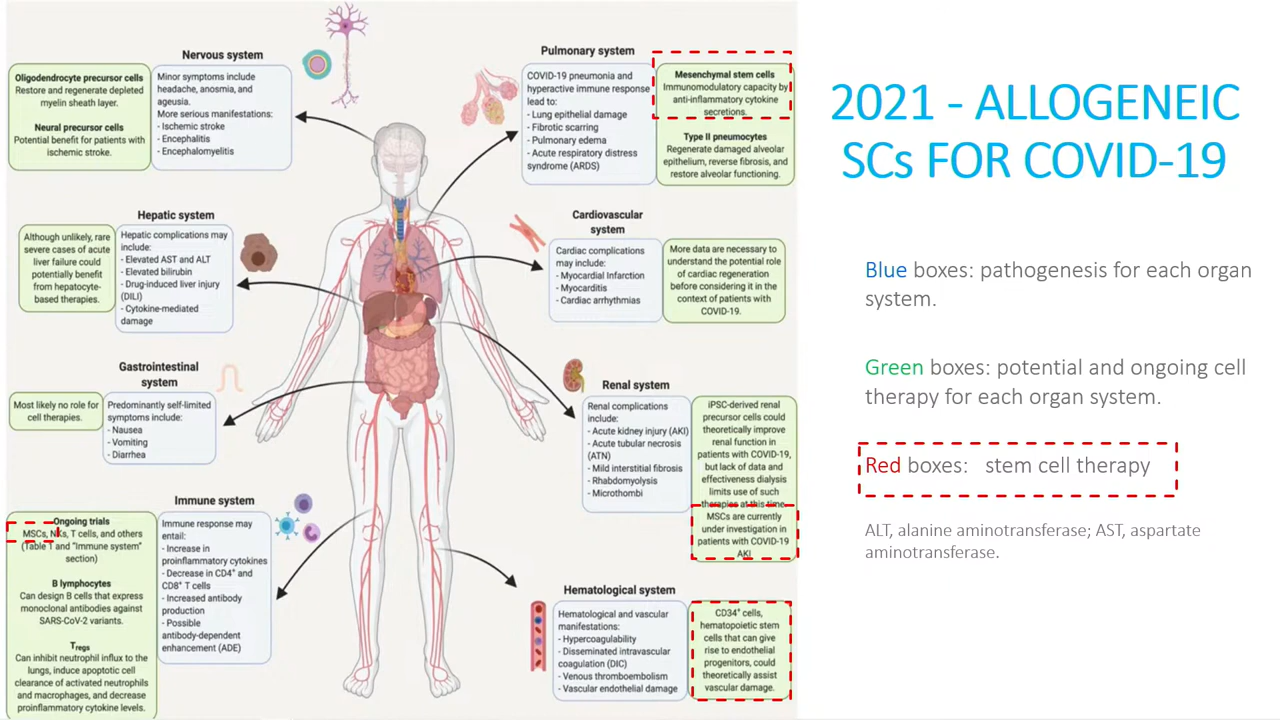 Nervous system
Oligodendrocyte precursor cells
Restore and regenerate depleted
myelin sheath layer.
Neural precursor cells
Potential benefit for patients with
ischemic stroke.
Minor symptoms include
headache, anosmia, and
ageusia.
More serious manifestations:
- Ischemic stroke
- Encephalitis
- Encephalomyelitis
Pulmonary system
COVID-19 pneumonia and
hyperactive immune response
lead to:
- Lung epithelial damage
- Fibrotic scarring
- Pulmonary edema
- Acute respiratory distress
syndrome (ARDS)
Mesenchymal stem cells
Immunomodulatory capacity by
anti-inflammatory cytokine
secretions.
Type II pneumocytes
Regenerate damaged alveolar
epithelium, reverse fibrosis, and
restore alveolar functioning.
Hepatic system
Although unlikely, rare
severe cases of acute
liver failure could
potentially benefit
from hepatocyte-
based therapies.
Hepatic complications may
include:
- Elevated AST and ALT
- Elevated bilirubin
- Drug-induced liver injury
(DILI)
- Cytokine-mediated
damage
Cardiovascular
system
Cardiac complications
may include:
- Myocardial Infarction
- Myocarditis
- Cardiac arrhythmias
More data are necessary to
understand the potential role
of cardiac regeneration
before considering it in the
context of patients with
COVID-19.
Gastrointestinal
system
Most likely no role for
cell therapies.
Predominantly self-limited
symptoms include:
- Nausea
- Vomiting
- Diarrhea
Renal system
Renal complications
include:
- Acute kidney injury (AKI)
- Acute tubular necrosis
(ATN)
- Mild interstitial fibrosis
- Rhabdomyolysis
- Microthombi
iPSC-derived renal
precursor cells could
theoretically improve
renal function in
patients with COVID-19,
but lack of data and
effectiveness dialysis
limits use of such
therapies at this time.
MSCs are currently
under investigation in
patients with COVID-19
AKI
Immune system
Ongoing trials
MSCs, NKs, T cells, and others
(Table 1 and "Immune system"
section)
B lymphocytes
Can design B cells that express
monoclonal antibodies against
SARS-CoV-2 variants.
Tregs
Can inhibit neutrophil influx to the
lungs, induce apoptotic cell
clearance of activated neutrophils
and macrophages, and decrease
proinflammatory cytokine levels.
Immune response may
entail:
- Increase in
proinflammatory cytokines
- Decrease in CD4+ and
CD8+ T cells
- Increased antibody
production
- Possible
antibody-dependent
enhancement (ADE)
Hematological system
Hematological and vascular
manifestations:
- Hypercoagulability
- Disseminated intravascular
coagulation (DIC)
- Venous thromboembolism
- Vascular endothelial damage
CD34+ cells,
hematopoietic stem
cells that can give
rise to endothelial
progenitors, could
theoretically assist
vascular damage.
2021 - ALLOGENEIC
SCs FOR COVID-19
Blue boxes: pathogenesis for each organ
system.
Green boxes: potential and ongoing cell
therapy for each organ system.
Red boxes: stem cell therapy
ALT, alanine aminotransferase; AST, aspartate
aminotransferase.